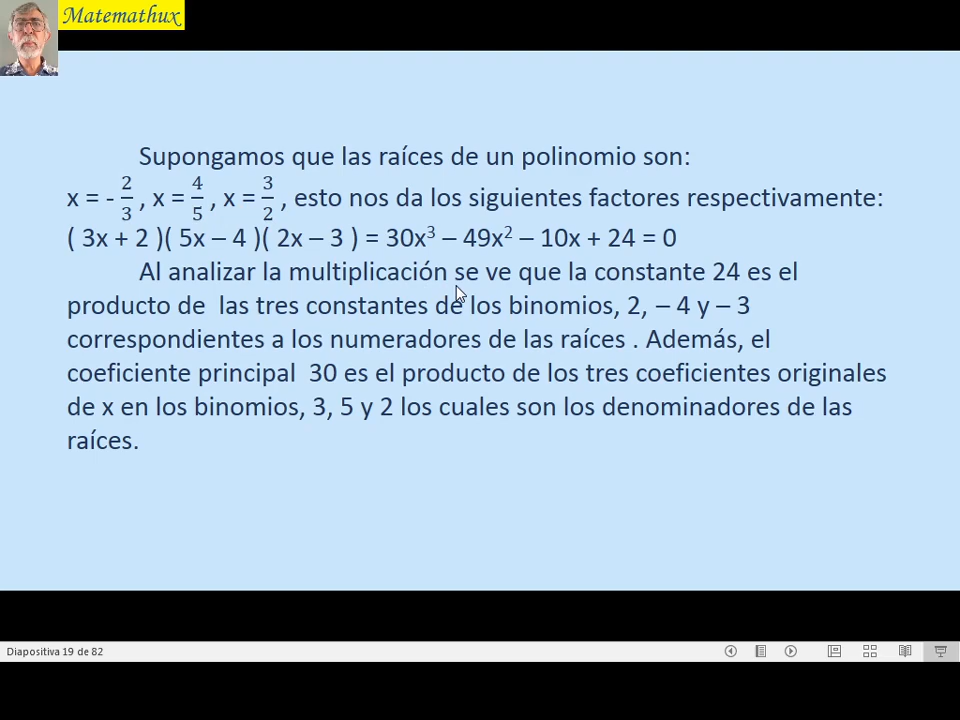 Matemathux
Supongamos que las raíces de un polinomio son:
x = - 2/3 , x = 4/5 , x = 3/2 , esto nos da los siguientes factores respectivamente:
( 3x + 2 )( 5x – 4 )( 2x – 3 ) = 30x³ – 49x² – 10x + 24 = 0
Al analizar la multiplicación se ve que la constante 24 es el
producto de las tres constantes de los binomios, 2, – 4 y – 3
correspondientes a los numeradores de las raíces . Además, el
coeficiente principal 30 es el producto de los tres coeficientes originales
de x en los binomios, 3, 5 y 2 los cuales son los denominadores de las
raíces.
Diapositiva 19 de 82